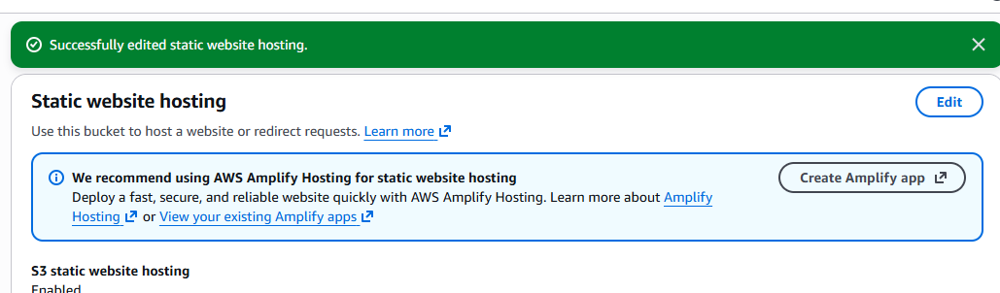 Successfully edited static website hosting.
Static website hosting
Edit
Use this bucket to host a website or redirect requests. Learn more
We recommend using AWS Amplify Hosting for static website hosting
Create Amplify app
Deploy a fast, secure, and reliable website quickly with AWS Amplify Hosting. Learn more about Amplify
Hosting or View your existing Amplify apps
S3 static website hosting
Enabled